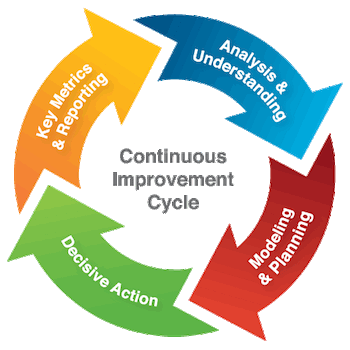 Continuous
Improvement
Cycle
Analysis &
Understanding
Modeling
& Planning
Decisive Action
Key Metrics
& Reporting